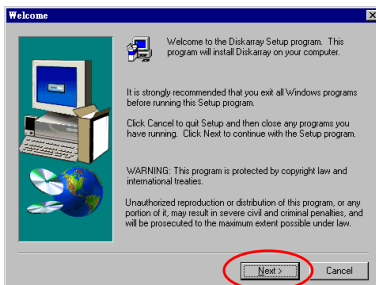 Welcome
Welcome to the Diskarray Setup program. This
program will install Diskarray on your computer.
It is strongly recommended that you exit all Windows programs
before running this Setup program.
Click Cancel to quit Setup and then close any programs you
have running. Click Next to continue with the Setup program.
WARNING: This program is protected by copyright law and
international treaties.
Unauthorized reproduction or distribution of this program, or any
portion of it, may result in severe civil and criminal penalties, and
will be prosecuted to the maximum extent possible under law.
Next >
Cancel